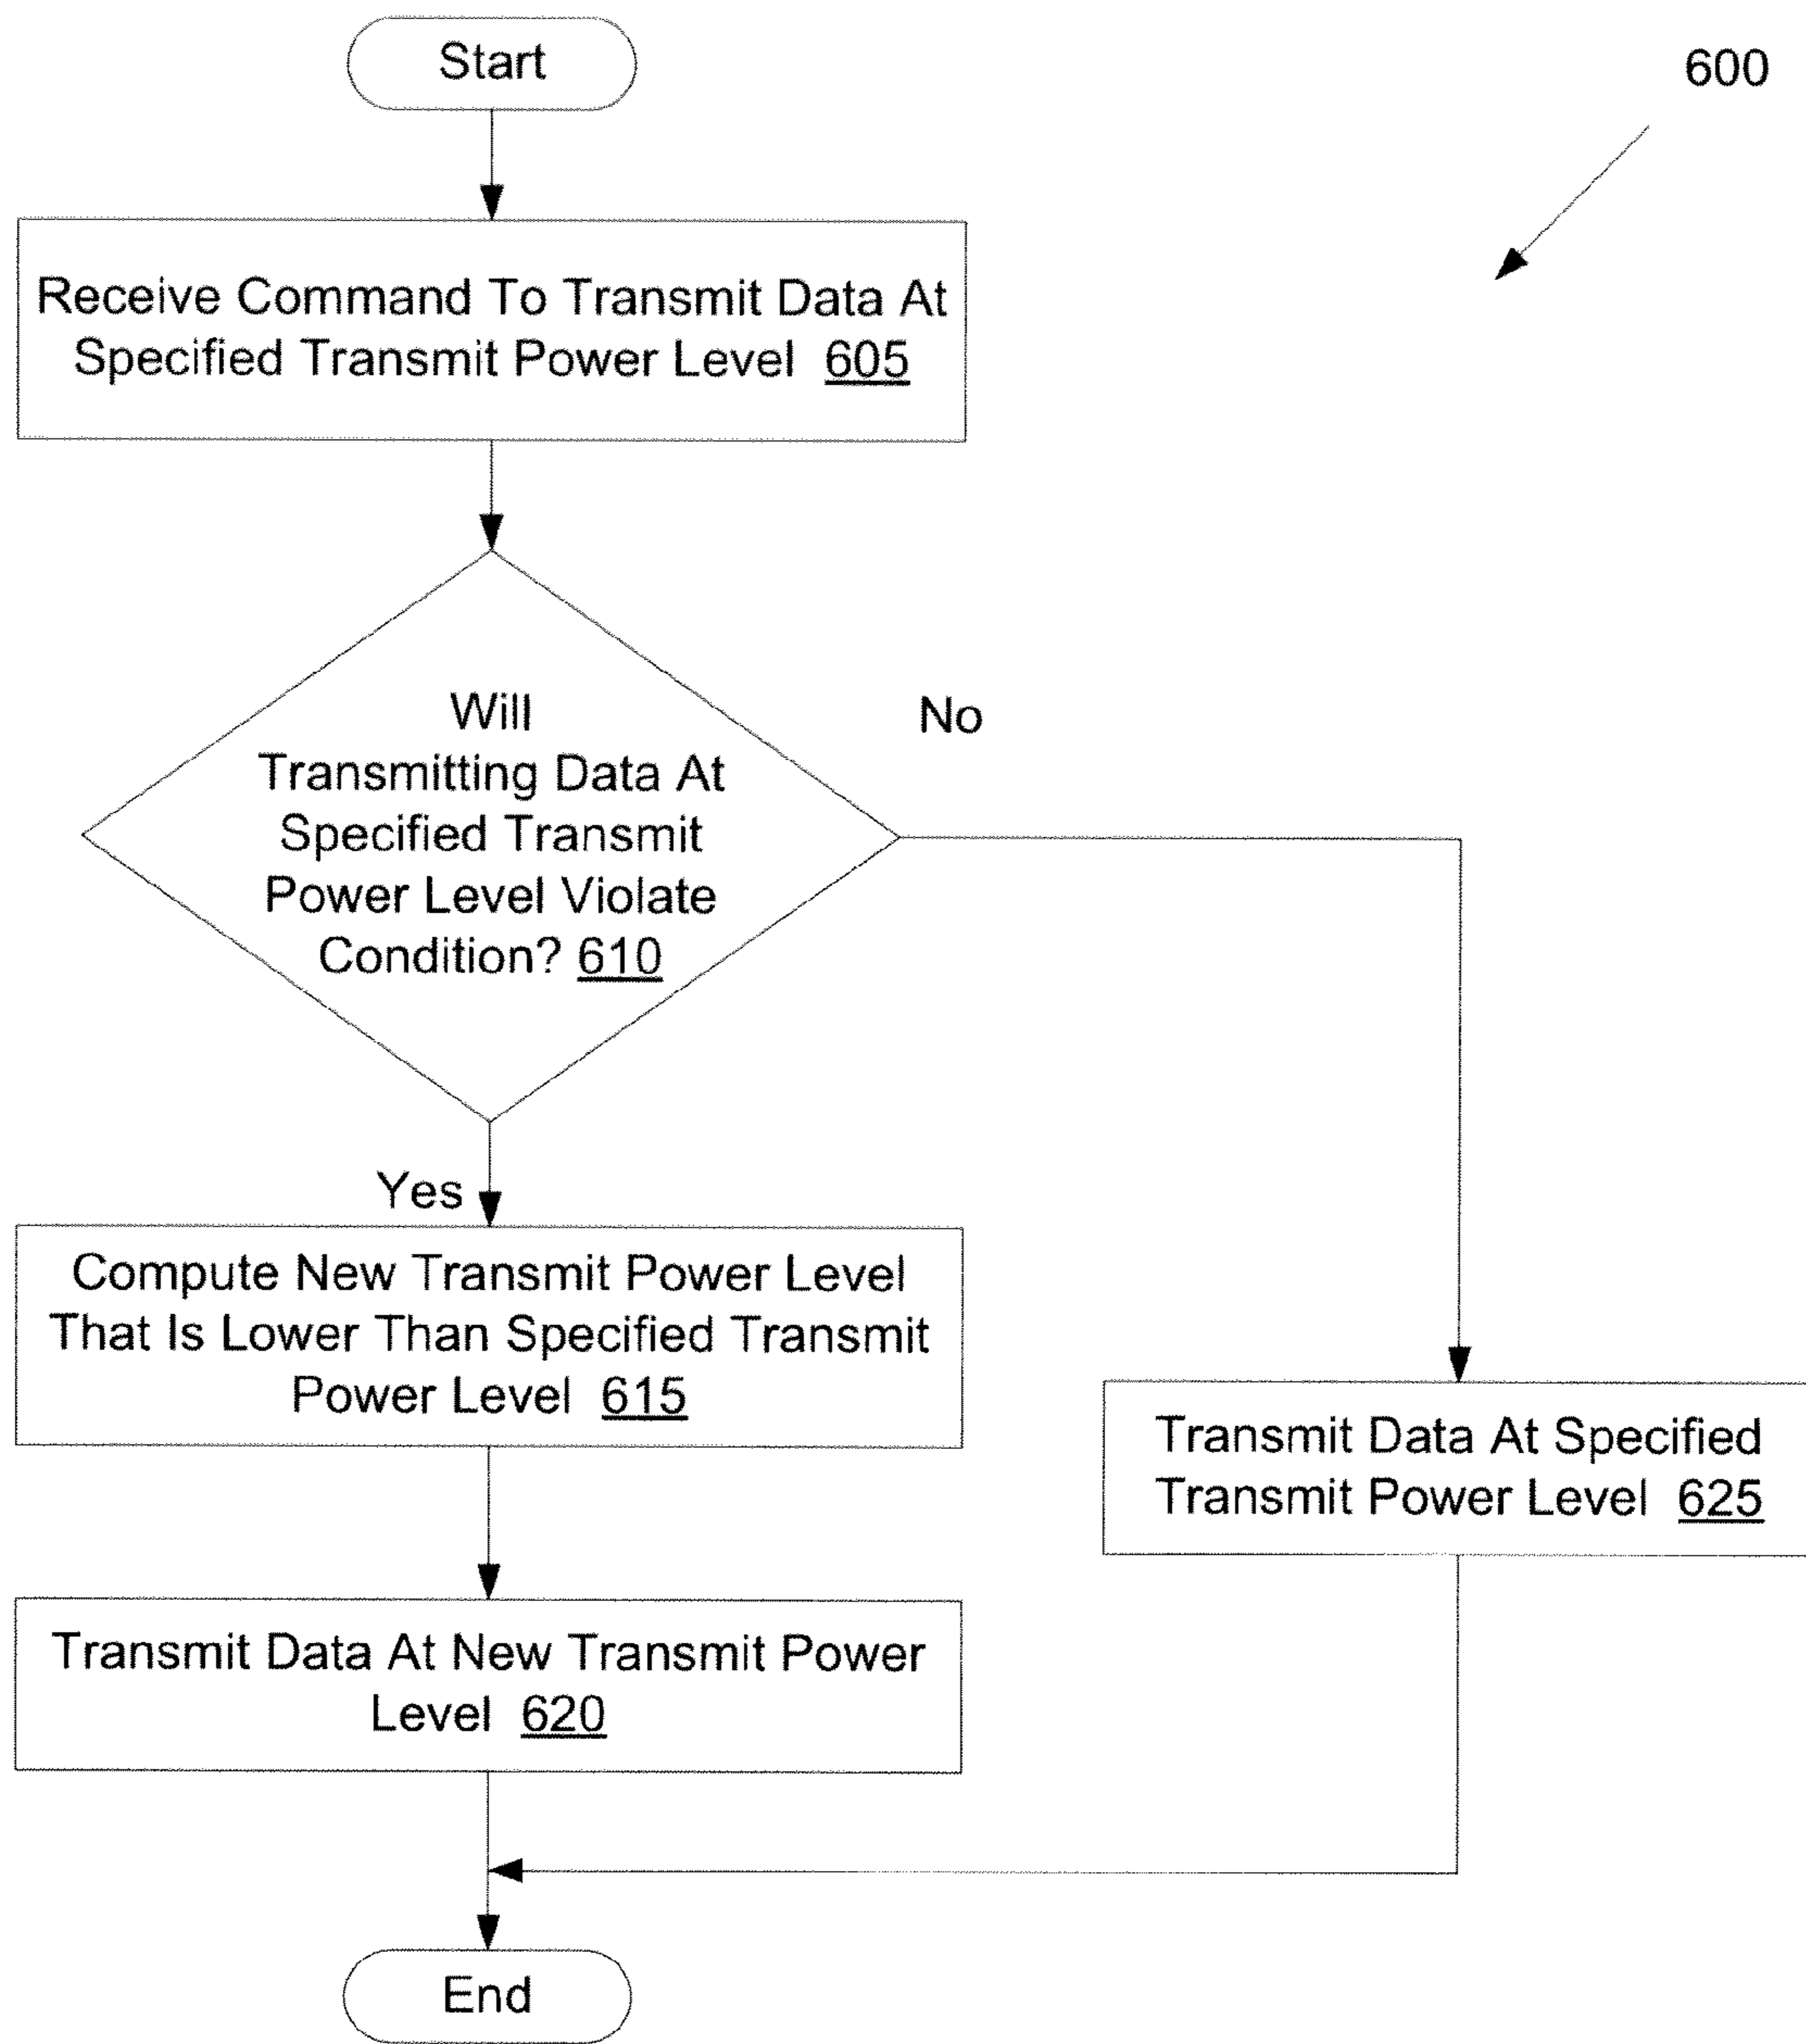 Start
600
Receive Command To Transmit Data At
Specified Transmit Power Level 605
Will
Transmitting Data At
Specified Transmit
Power Level Violate
Condition? 610
No
Yes
Compute New Transmit Power Level
That Is Lower Than Specified Transmit
Power Level 615
Transmit Data At Specified
Transmit Power Level 625
Transmit Data At New Transmit Power
Level 620
End